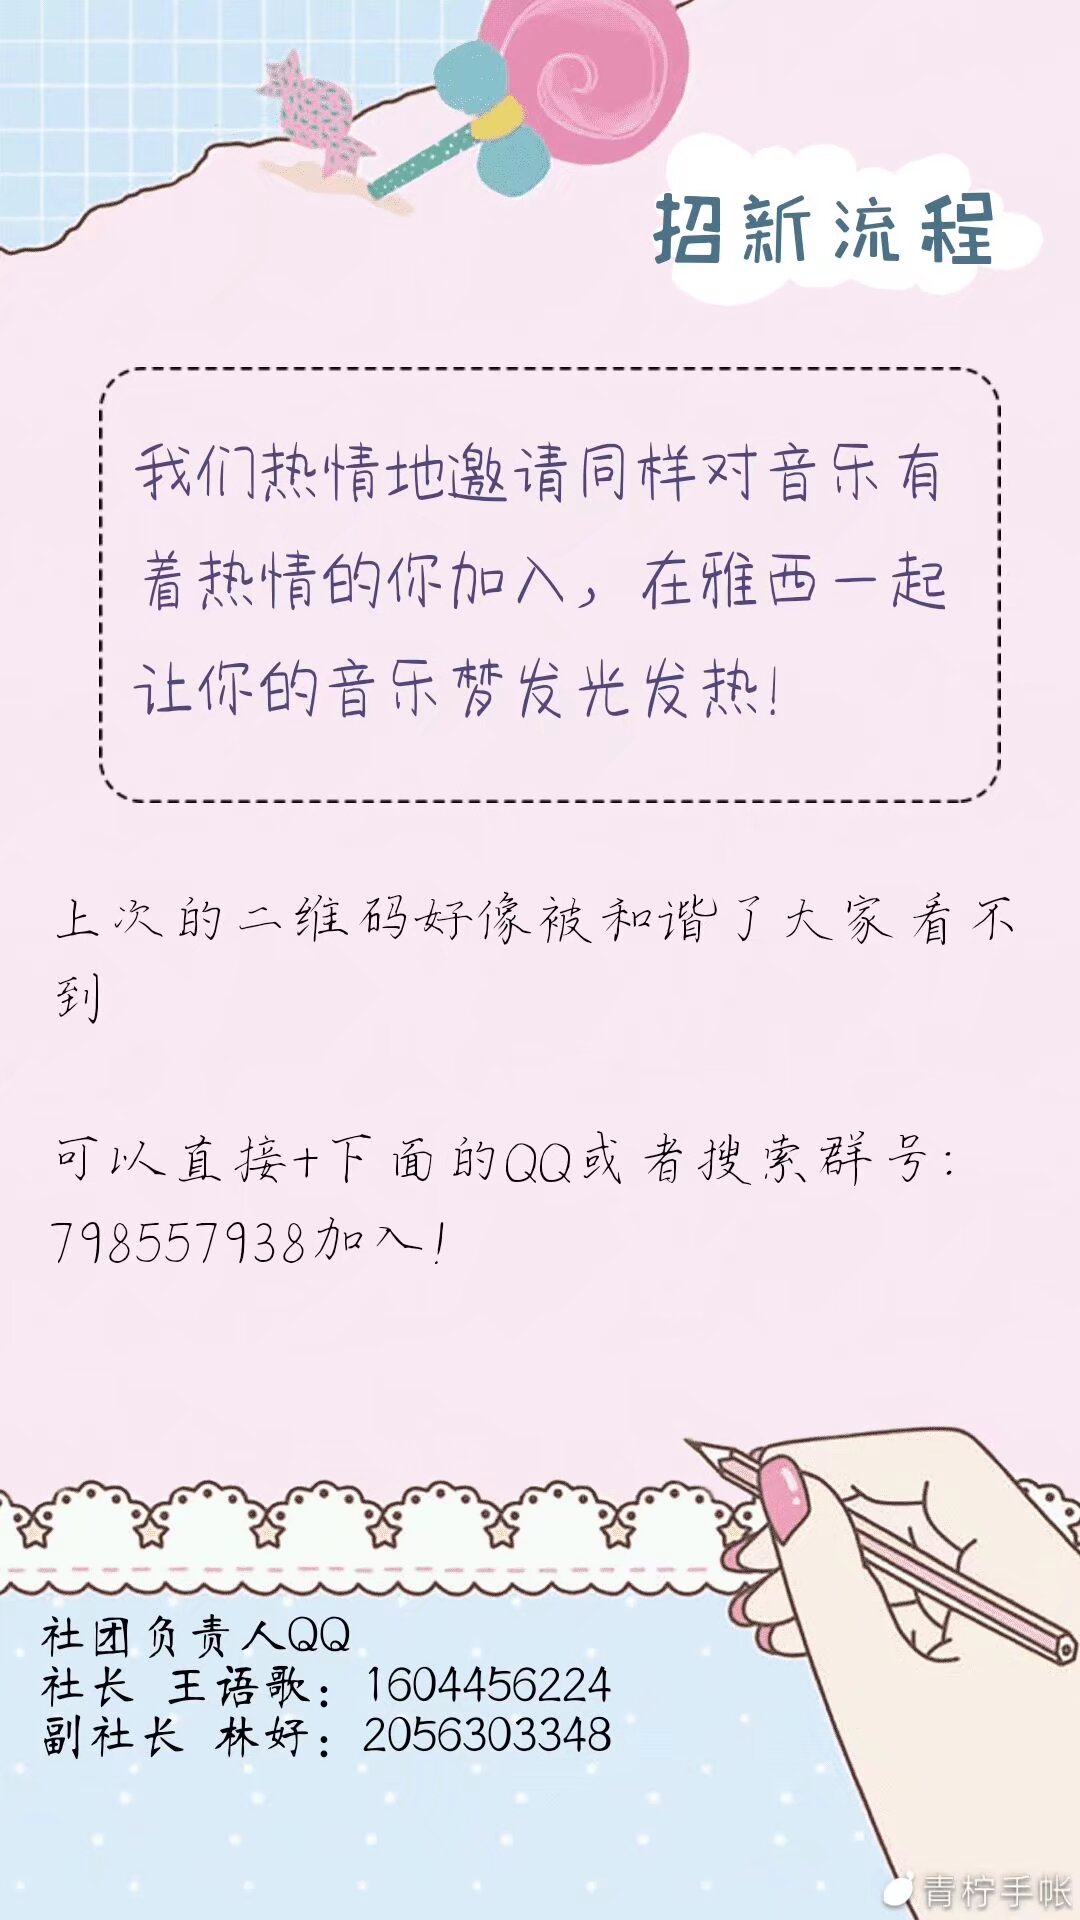 招新流程
我们热情地邀请同样对音乐有
着热情的你加入，在雅西一起
让你的音乐梦发光发热！
上次的二维码好像被和谐了大家看不
到
可以直接+下面的QQ或者搜索群号：
798557938加入！
社团负责人QQ
社长 王语歌：1604456224
副社长 林好：2056303348
青柠手帐